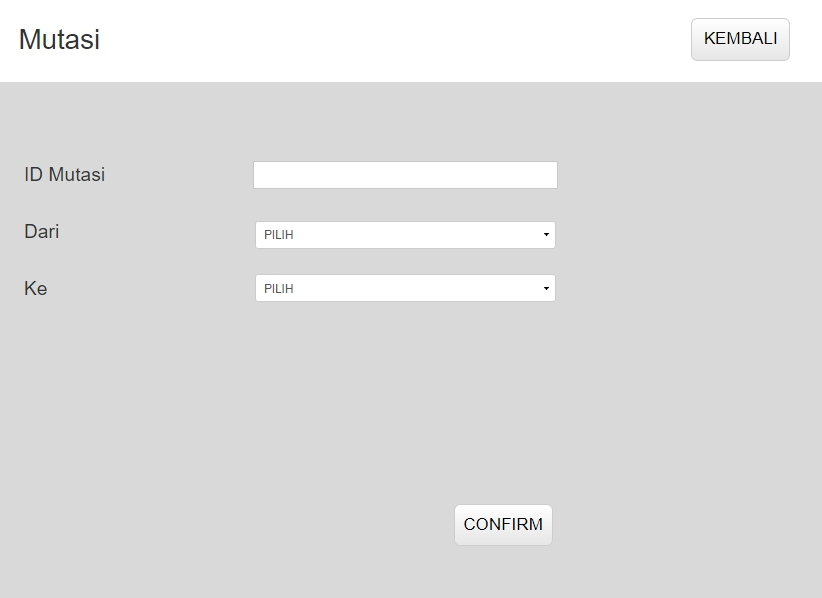 Mutasi
KEMBALI
ID Mutasi
Dari
PILIH
Ke
PILIH
CONFIRM